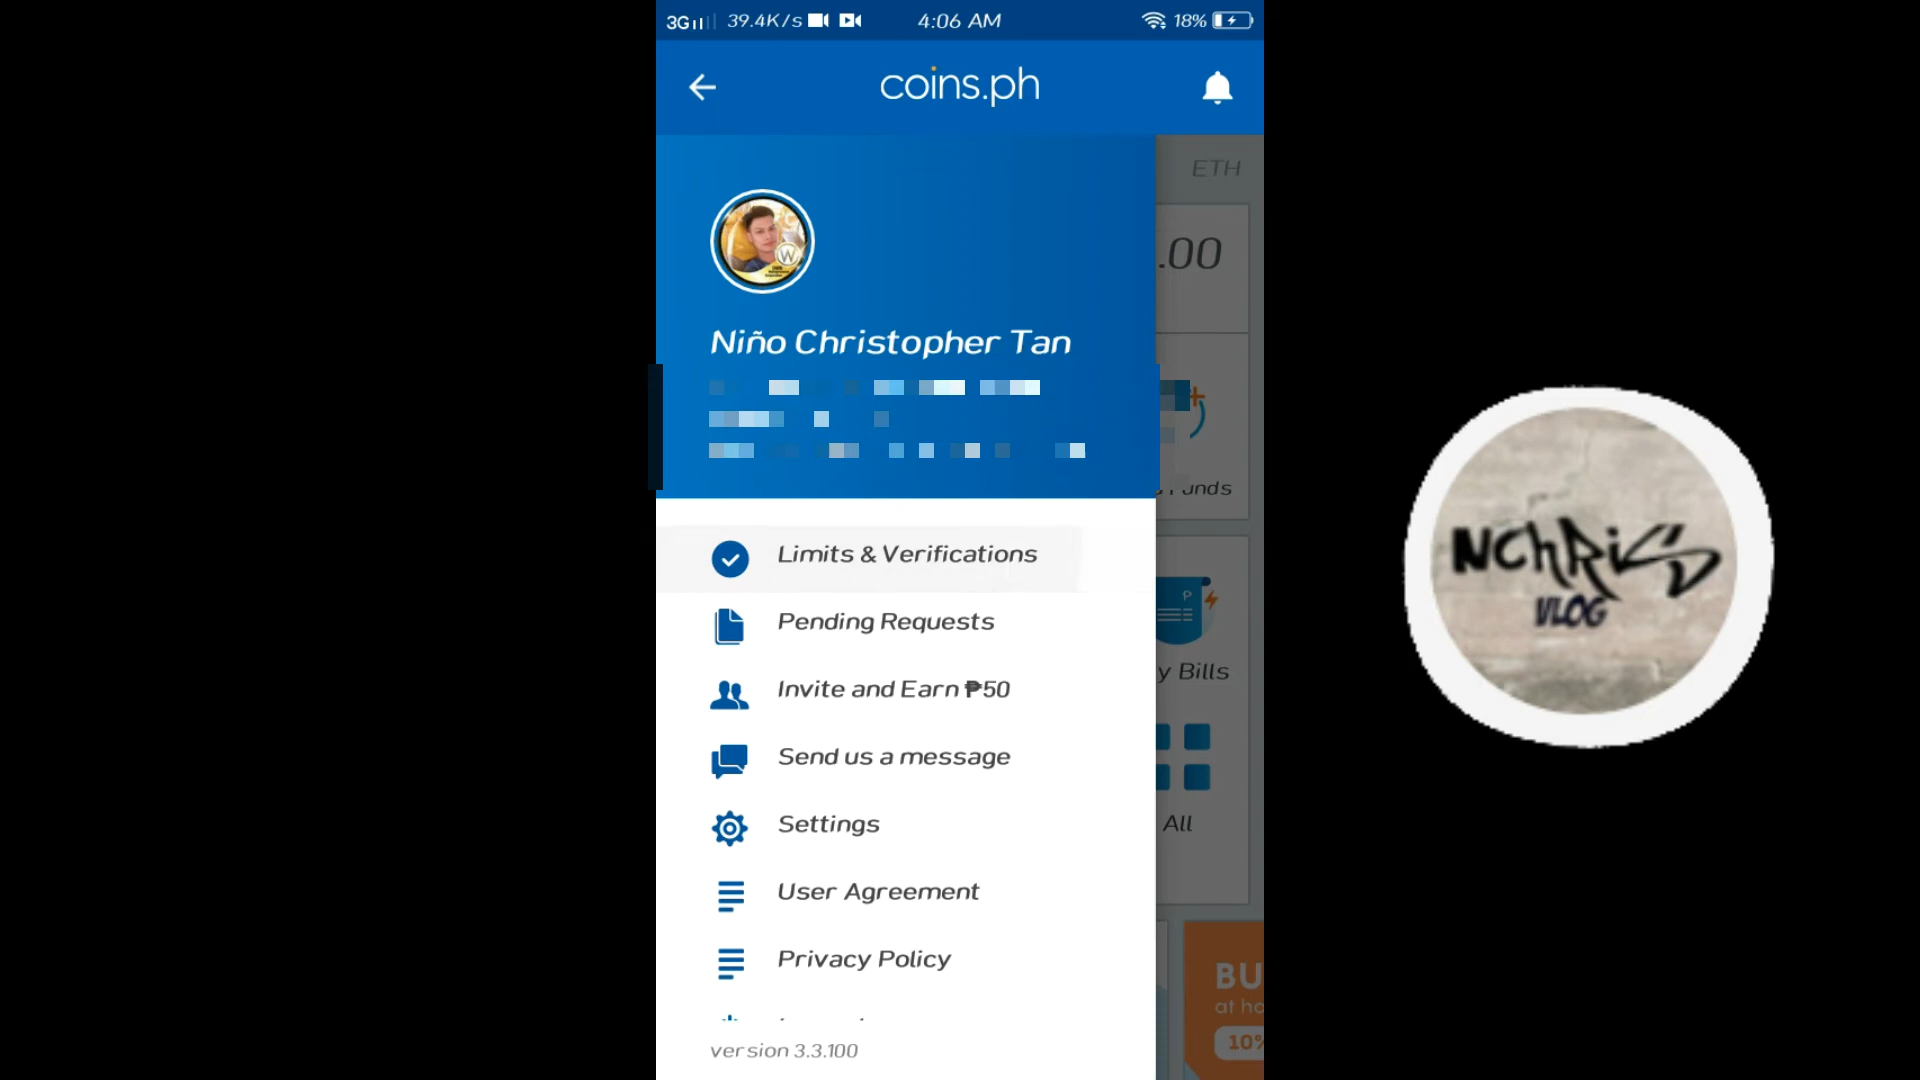 3G 39.4K/s 4:06 AM 18%
coins.ph
ETH
.00
Niño Christopher Tan
Limits & Verifications
Pending Requests
Invite and Earn ₱50
Send us a message
Settings
User Agreement
Privacy Policy
version 3.3.100
unds
y Bills
All
BU
at ho
10%
W
NChRiS
VLOG